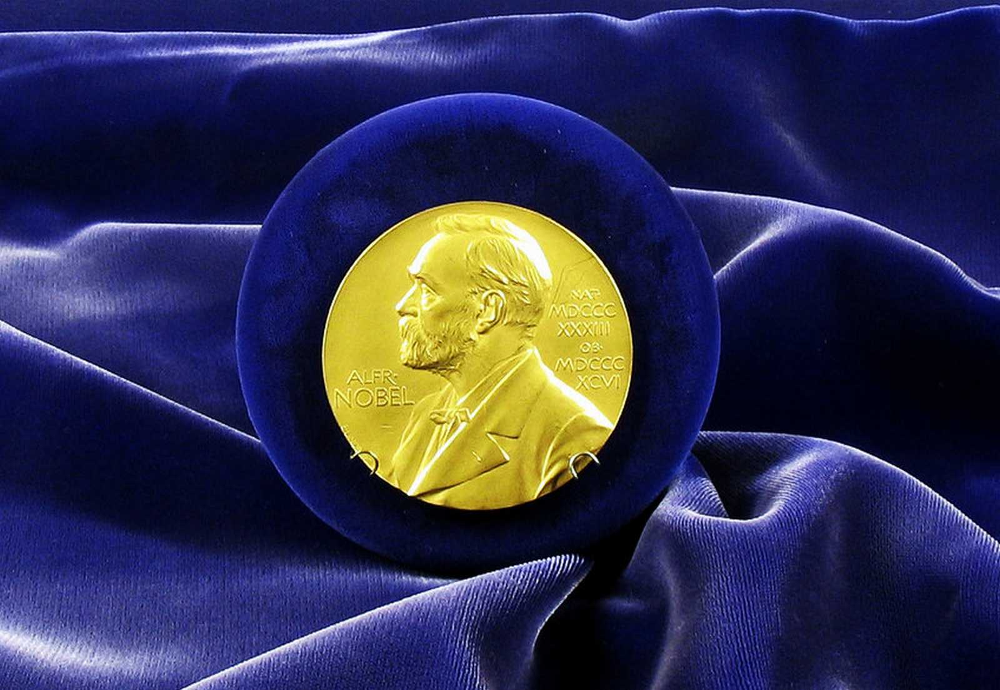 ALFR·
NOBEL
NAT·
MDCCC
XXXIII
OB·
MDCCC
XCVI